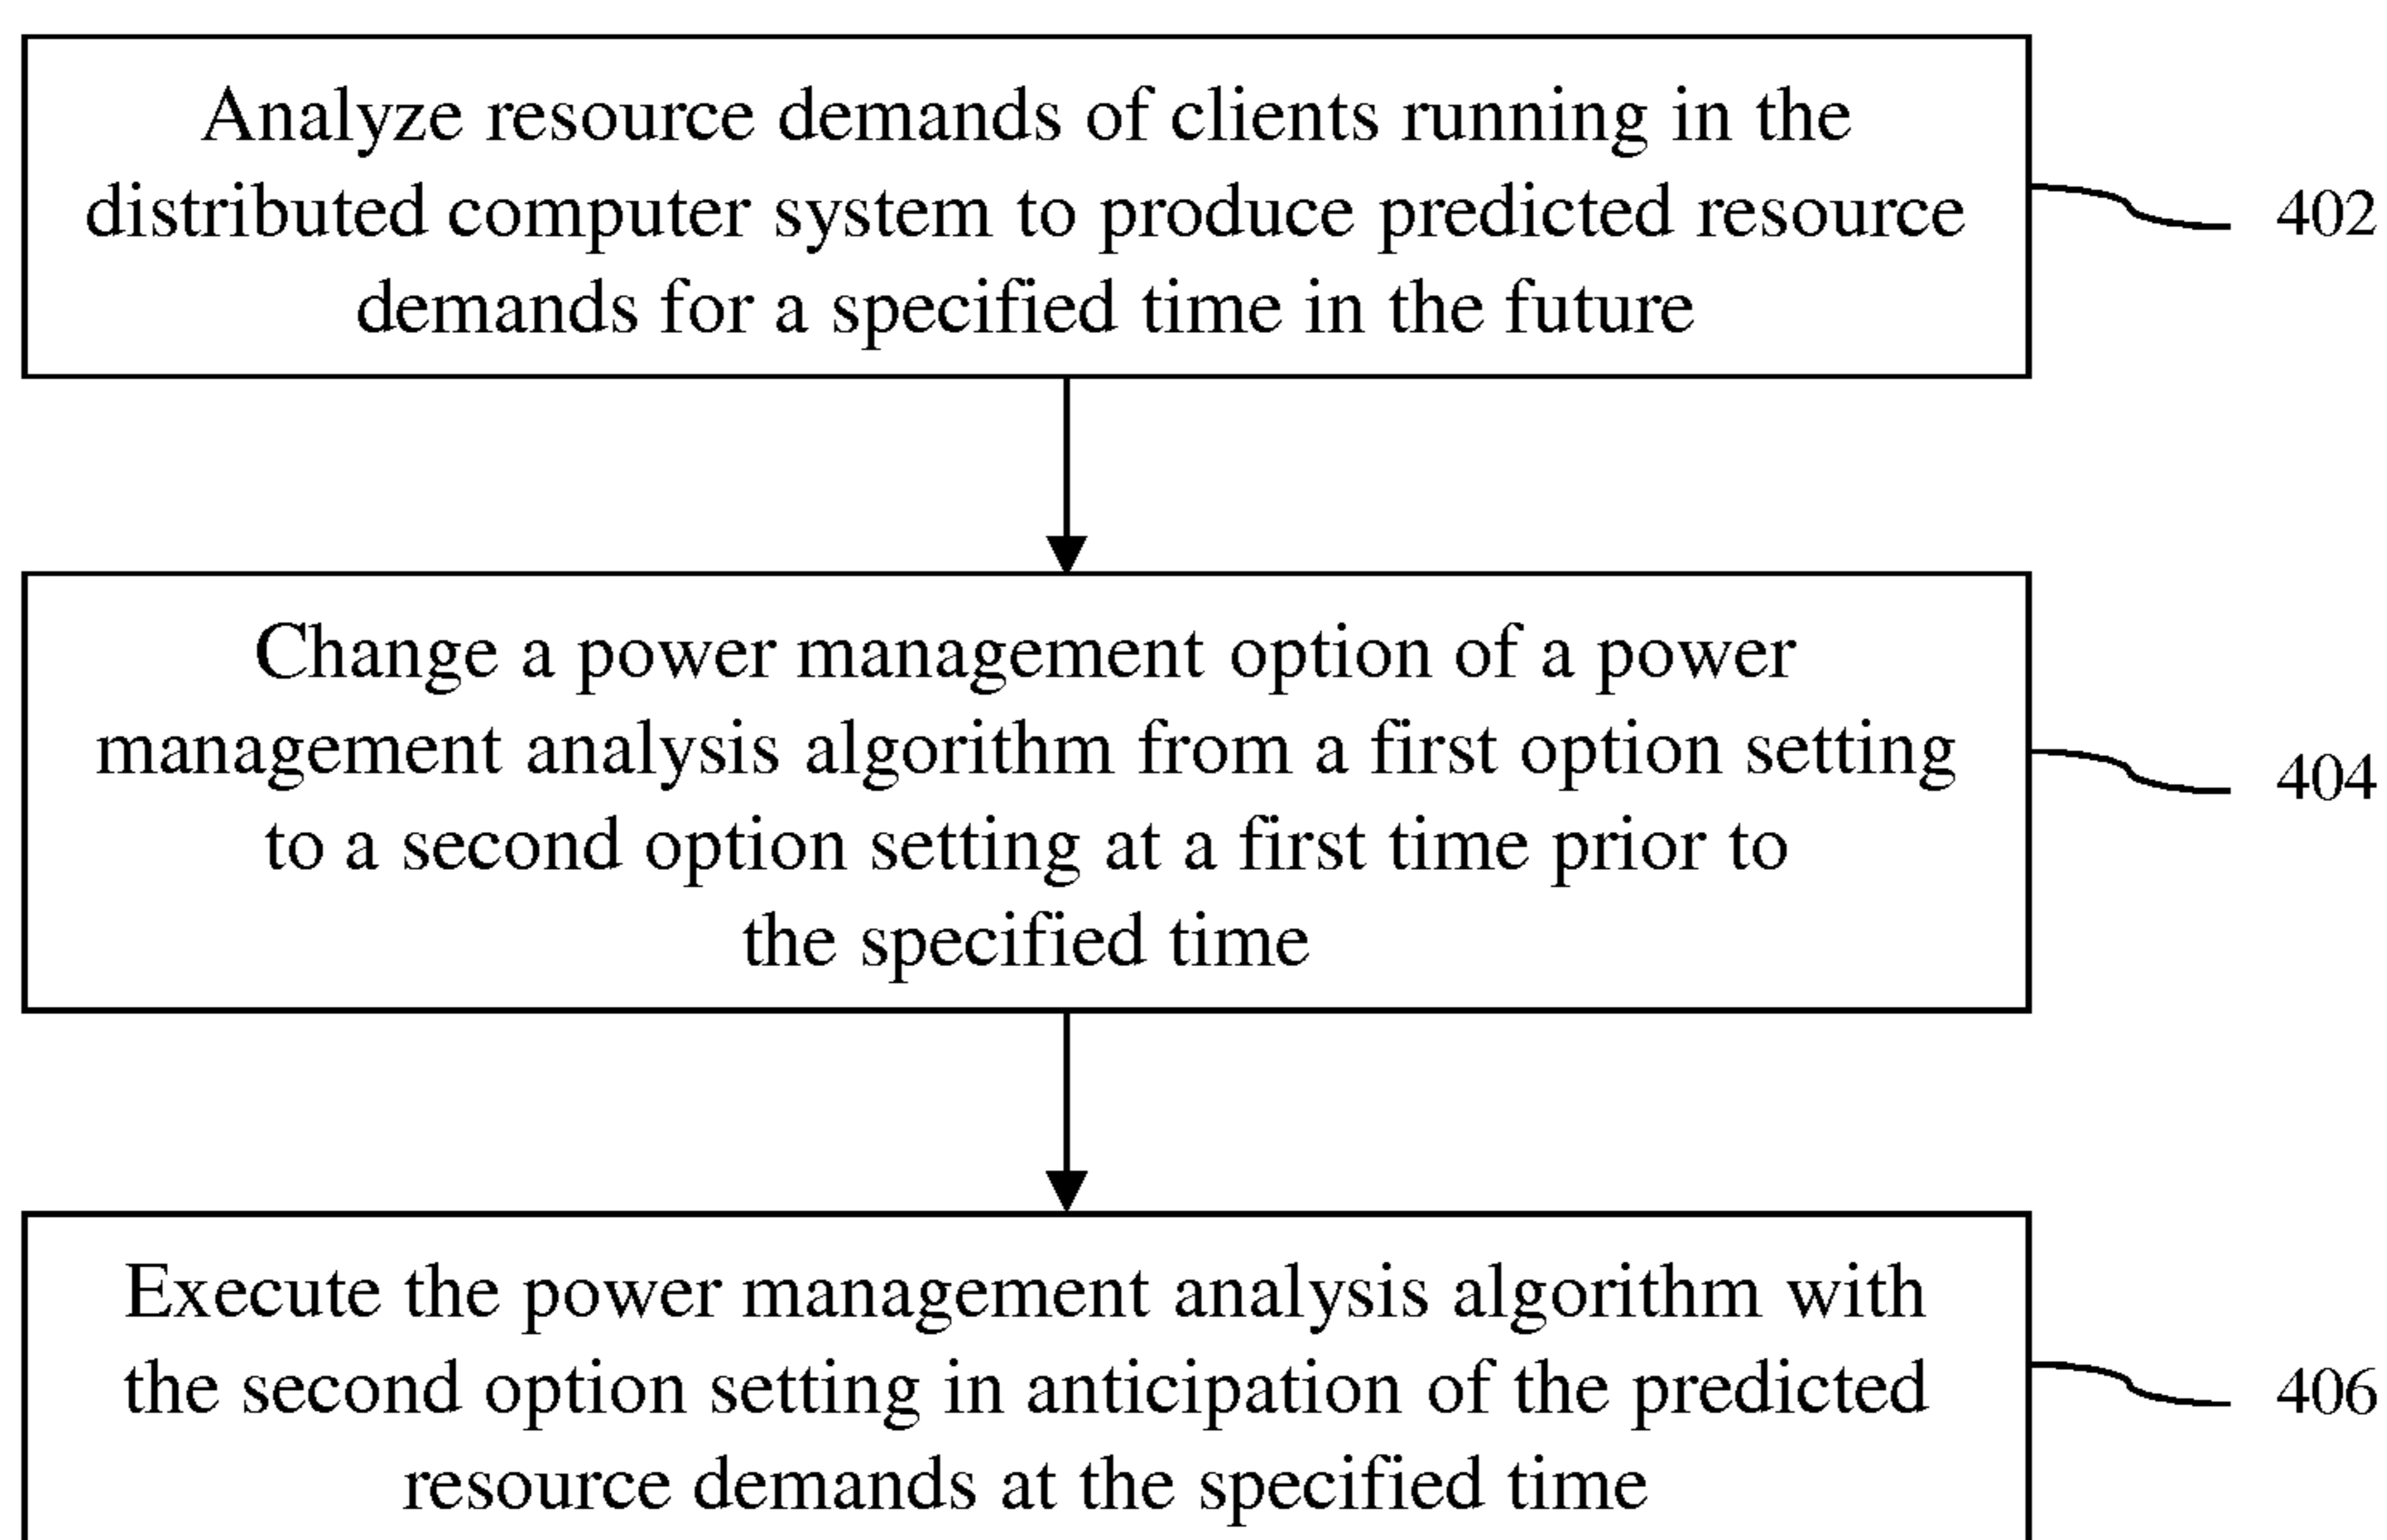 Analyze resource demands of clients running in the
distributed computer system to produce predicted resource
demands for a specified time in the future
402
Change a power management option of a power
management analysis algorithm from a first option setting
to a second option setting at a first time prior to
the specified time
404
Execute the power management analysis algorithm with
the second option setting in anticipation of the predicted
resource demands at the specified time
406